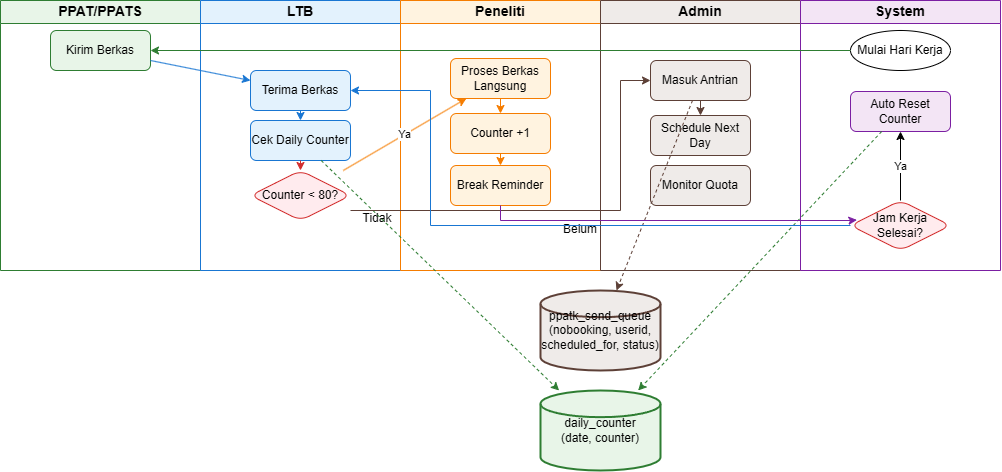 PPAT/PPATS
LTB
Peneliti
Admin
System
Kirim Berkas
Mulai Hari Kerja
Terima Berkas
Proses Berkas
Langsung
Masuk Antrian
Auto Reset
Counter
Cek Daily Counter
Ya
Counter +1
Schedule Next
Day
Ya
Counter < 80?
Break Reminder
Monitor Quota
Tidak
Belum
Jam Kerja
Selesai?
ppatk_send_queue
(nobooking, userid,
scheduled_for, status)
daily_counter
(date, counter)